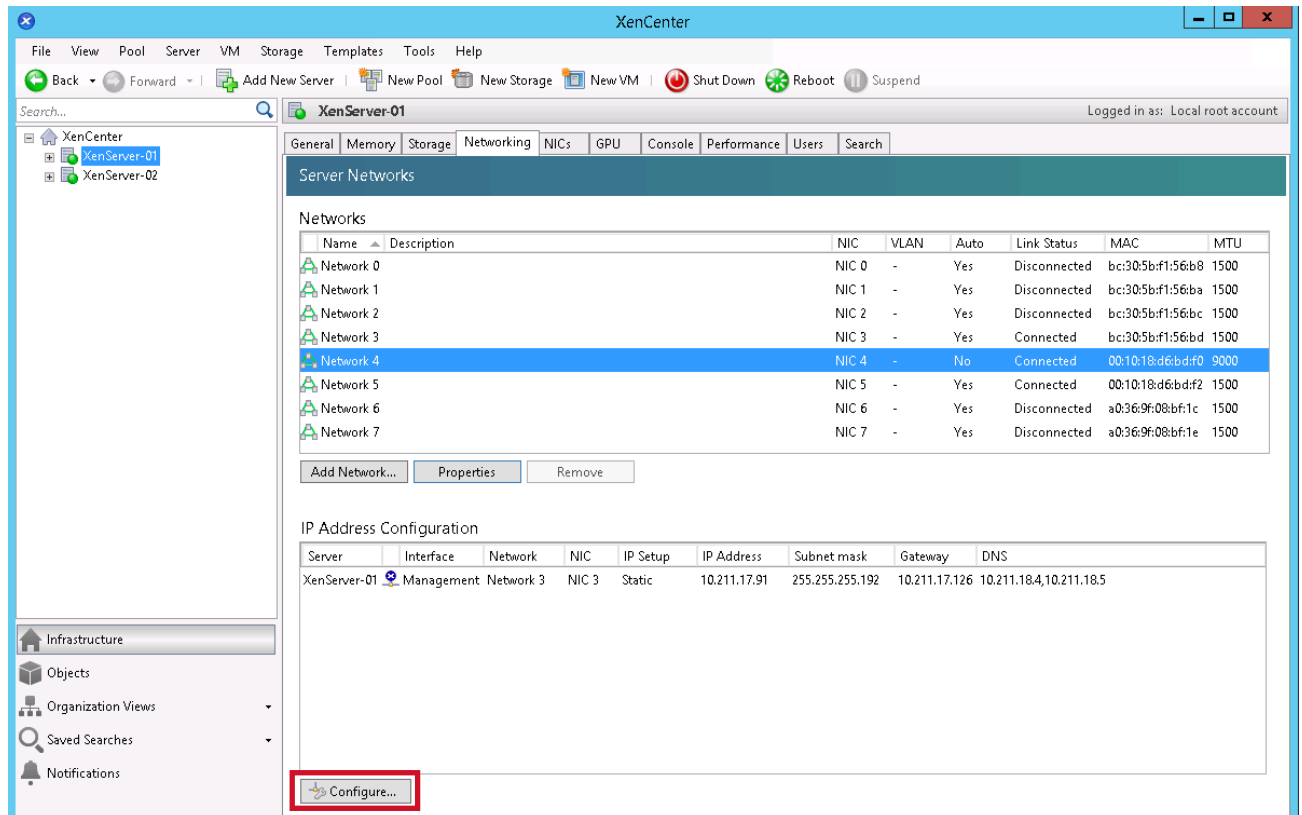 XenCenter
File View Pool Server VM Storage Templates Tools Help
Back Forward Add New Server New Pool New Storage New VM Shut Down Reboot Suspend
Search...
XenServer-01 Logged in as: Local root account
XenCenter
XenServer-01
XenServer-02
General Memory Storage Networking NICs GPU Console Performance Users Search
Server Networks
Networks
Name Description NIC VLAN Auto Link Status MAC MTU
Network 0 NIC 0 - Yes Disconnected bc:30:5b:f1:56:b8 1500
Network 1 NIC 1 - Yes Disconnected bc:30:5b:f1:56:ba 1500
Network 2 NIC 2 - Yes Disconnected bc:30:5b:f1:56:bc 1500
Network 3 NIC 3 - Yes Connected bc:30:5b:f1:56:bd 1500
Network 4 NIC 4 - No Connected 00:10:18:d6:bd:f0 9000
Network 5 NIC 5 - Yes Connected 00:10:18:d6:bd:f2 1500
Network 6 NIC 6 - Yes Disconnected a0:36:9f:08:bf:1c 1500
Network 7 NIC 7 - Yes Disconnected a0:36:9f:08:bf:1e 1500
Add Network... Properties Remove
IP Address Configuration
Server Interface Network NIC IP Setup IP Address Subnet mask Gateway DNS
XenServer-01 Management Network 3 NIC 3 Static 10.211.17.91 255.255.255.192 10.211.17.126 10.211.18.4,10.211.18.5
Infrastructure
Objects
Organization Views
Saved Searches
Notifications
Configure...